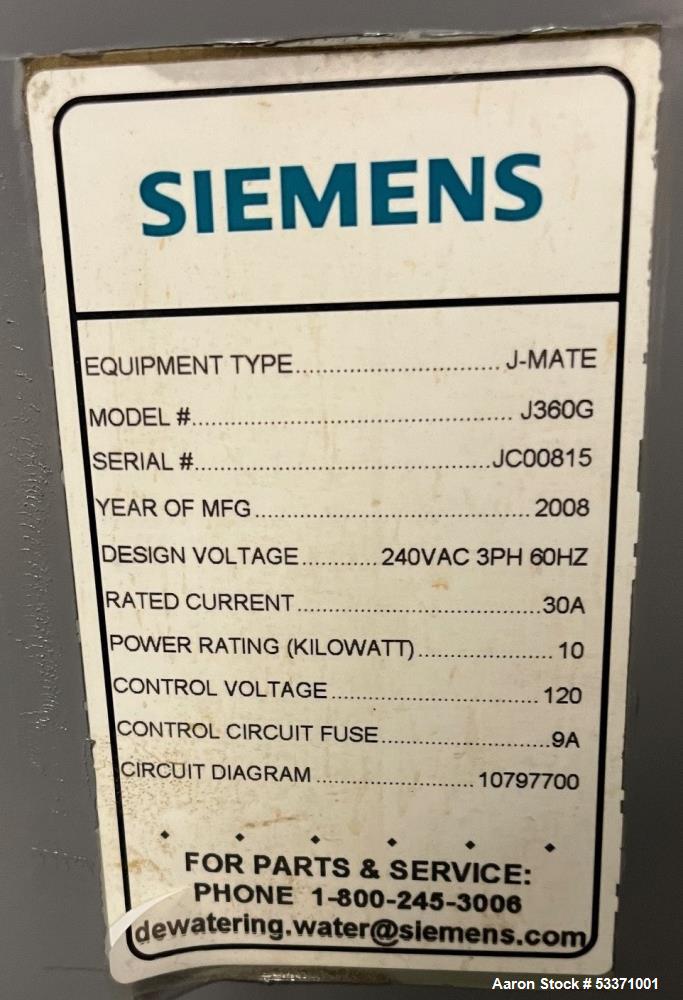 SIEMENS
EQUIPMENT TYPE.............................. J-MATE
MODEL #................................................ J360G
SERIAL #............................................JC00815
YEAR OF MFG......................................... 2008
DESIGN VOLTAGE........... 240VAC 3PH 60HZ
RATED CURRENT....................................30A
POWER RATING (KILOWATT).................... 10
CONTROL VOLTAGE............................... 120
CONTROL CIRCUIT FUSE.........................9A
CIRCUIT DIAGRAM....................... 10797700
FOR PARTS & SERVICE:
PHONE 1-800-245-3006
dewatering.water@siemens.com
Aaron Stock # 53371001